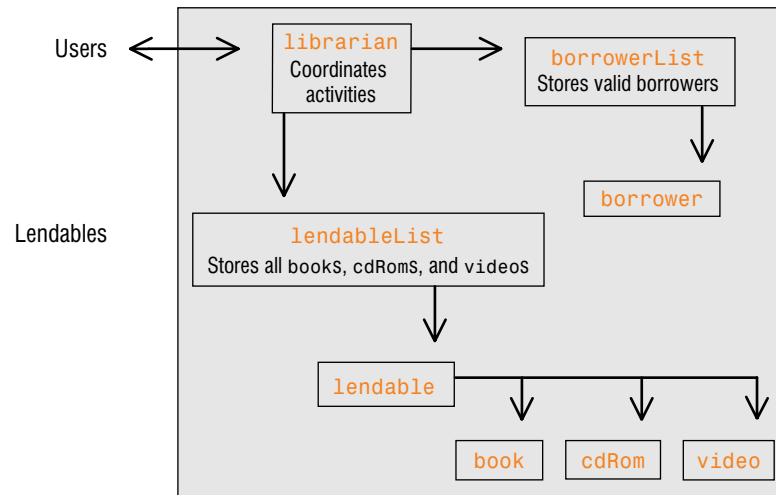 Users
librarian
Coordinates
activities
borrowerList
Stores valid borrowers
borrower
Lendables
lendableList
Stores all books, cdRoms, and videos
lendable
book
cdRom
video